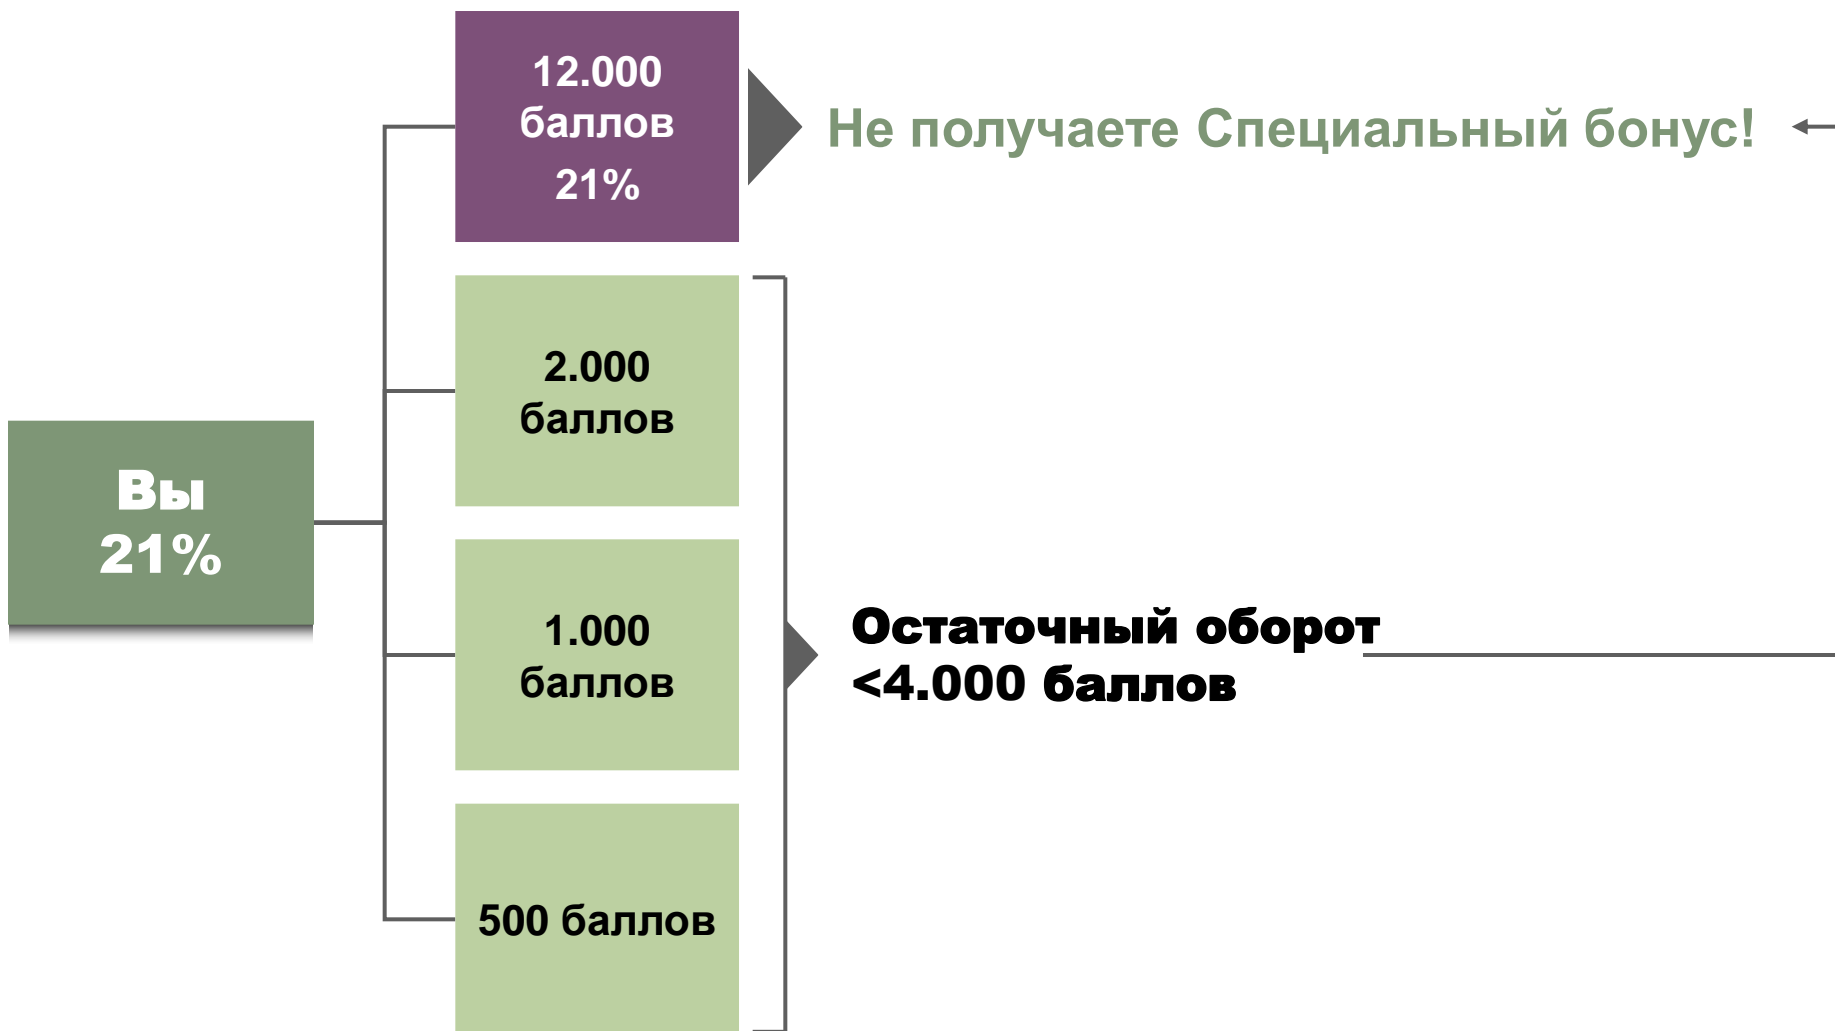 12.000
баллов
21%
Не получаете Специальный бонус!
2.000
баллов
Вы
21%
1.000
баллов
Остаточный оборот
<4.000 баллов
500 баллов